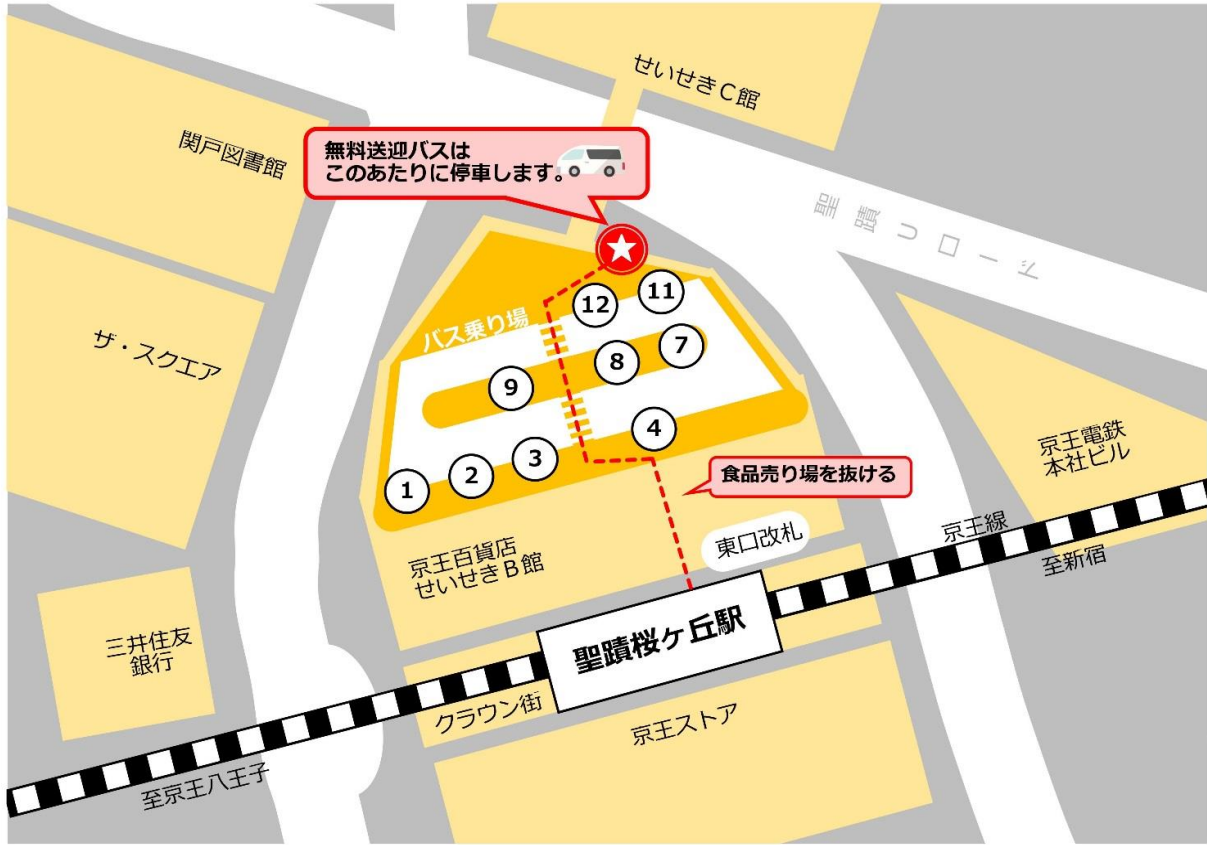 せいせきC館
関戸図書館
無料送迎バスは
このあたりに停車します。
聖蹟Uロード
ザ・スクエア
バス乗り場
12
11
9
8
7
1
2
3
4
京王電鉄
本社ビル
食品売り場を抜ける
東口改札
京王線
至新宿
京王百貨店
せいせきB館
三井住友
銀行
聖蹟桜ヶ丘駅
クラウン街
京王ストア
至京王八王子